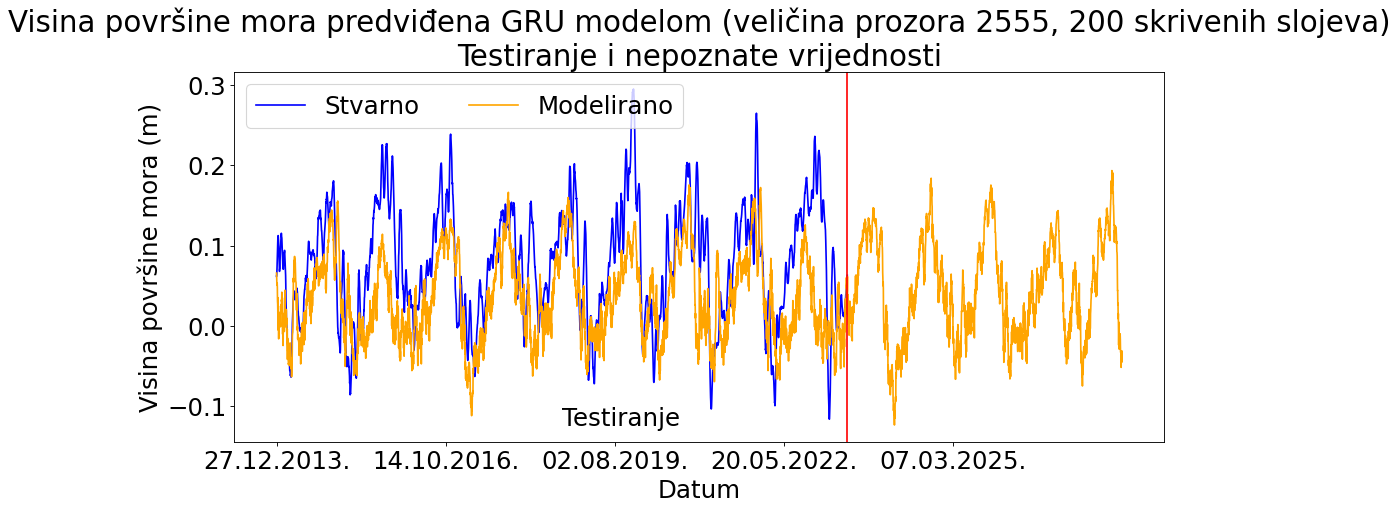 Visina površine mora predviđena GRU modelom (veličina prozora 2555, 200 skrivenih slojeva)
Testiranje i nepoznate vrijednosti
Stvarno
Modelirano
Visina površine mora (m)
0.3
0.2
0.1
0.0
−0.1
Testiranje
27.12.2013.
14.10.2016.
02.08.2019.
20.05.2022.
07.03.2025.
Datum